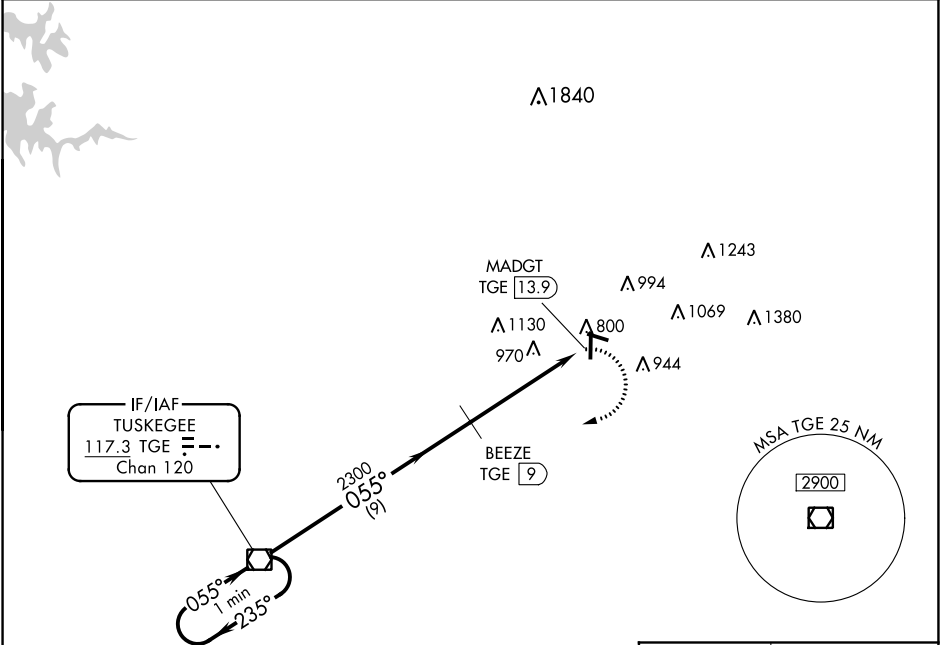 1840
1243
MADGT
TGE 13.9
994
1069
1380
1130
800
970
944
IF/IAF
TUSKEGEE
117.3 TGE
Chan 120
BEEZE
TGE 9
2300
055°
(9)
MSA TGE 25 NM
2900
055°
1 min
235°